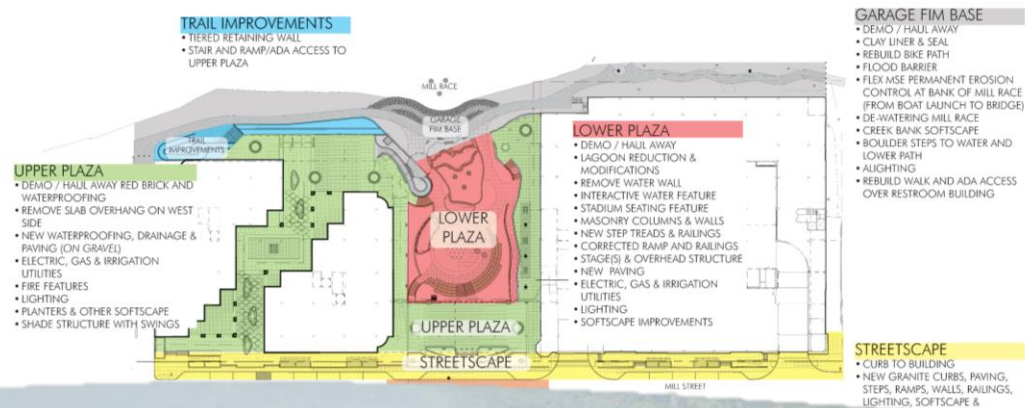 TRAIL IMPROVEMENTS
• TIERED RETAINING WALL
• STAIR AND RAMP/ADA ACCESS TO
UPPER PLAZA
MILL RACE
GARAGE
FIM BASE
TRAIL
IMPROVEMENTS
UPPER PLAZA
• DEMO / HAUL AWAY RED BRICK AND
WATERPROOFING
• REMOVE SLAB OVERHANG ON WEST
SIDE
• NEW WATERPROOFING, DRAINAGE &
PAVING (ON GRAVEL)
• ELECTRIC, GAS & IRRIGATION
UTILITIES
• FIRE FEATURES
• LIGHTING
• PLANTERS & OTHER SOFTSCAPE
• SHADE STRUCTURE WITH SWINGS
LOWER
PLAZA
UPPER PLAZA
STREETSCAPE
MILL STREET
LOWER PLAZA
• DEMO / HAUL AWAY
• LAGOON REDUCTION &
MODIFICATIONS
• REMOVE WATER WALL
• INTERACTIVE WATER FEATURE
• STADIUM SEATING FEATURE
• MASONRY COLUMNS & WALLS
• NEW STEP TREADS & RAILINGS
• CORRECTED RAMP AND RAILINGS
• STAGE(S) & OVERHEAD STRUCTURE
• NEW PAVING
• ELECTRIC, GAS & IRRIGATION
UTILITIES
• LIGHTING
• SOFTSCAPE IMPROVEMENTS
GARAGE FIM BASE
• DEMO / HAUL AWAY
• CLAY LINER & SEAL
• REBUILD BIKE PATH
• FLOOD BARRIER
• FLEX MSE PERMANENT EROSION
CONTROL AT BANK OF MILL RACE
(FROM BOAT LAUNCH TO BRIDGE)
• DE-WATERING MILL RACE
• CREEK BANK SOFTSCAPE
• BOULDER STEPS TO WATER AND
LOWER PATH
• ALIGHTING
• REBUILD WALK AND ADA ACCESS
OVER RESTROOM BUILDING
STREETSCAPE
• CURB TO BUILDING
• NEW GRANITE CURBS, PAVING,
STEPS, RAMPS, WALLS, RAILINGS,
LIGHTING, SOFTSCAPE &